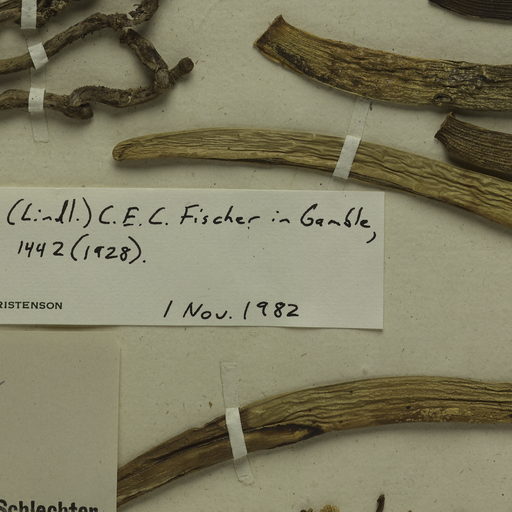 (Lindl.) C.E.C. Fischer in Gamble,
1442 (1928).
RISTENSON 1 Nov. 1982
Schlechter